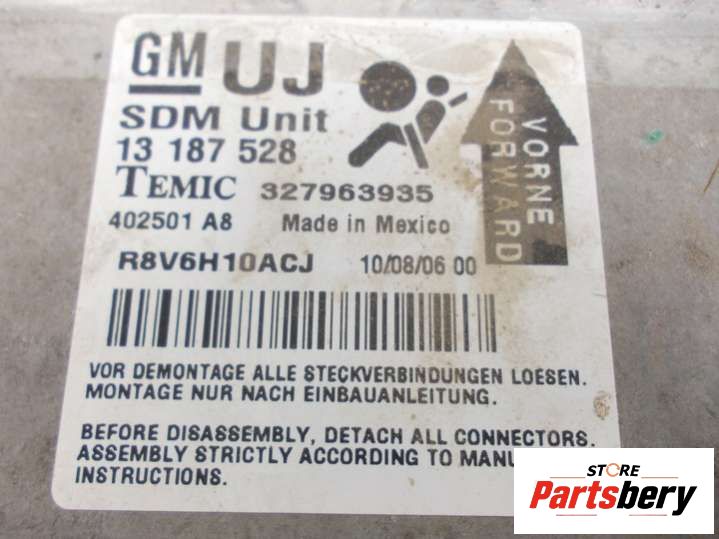 GM UJ
SDM Unit
13 187 528
TEMIC 327963935
402501 A8 Made in Mexico
R8V6H10ACJ 10/08/06 00
VORNE
FORWARD
VOR DEMONTAGE ALLE STECKVERBINDUNGEN LOESEN.
MONTAGE NUR NACH EINBAUANLEITUNG.
BEFORE DISASSEMBLY, DETACH ALL CONNECTORS.
ASSEMBLY STRICTLY ACCORDING TO
INSTRUCTIONS.
STORE
Partsbery